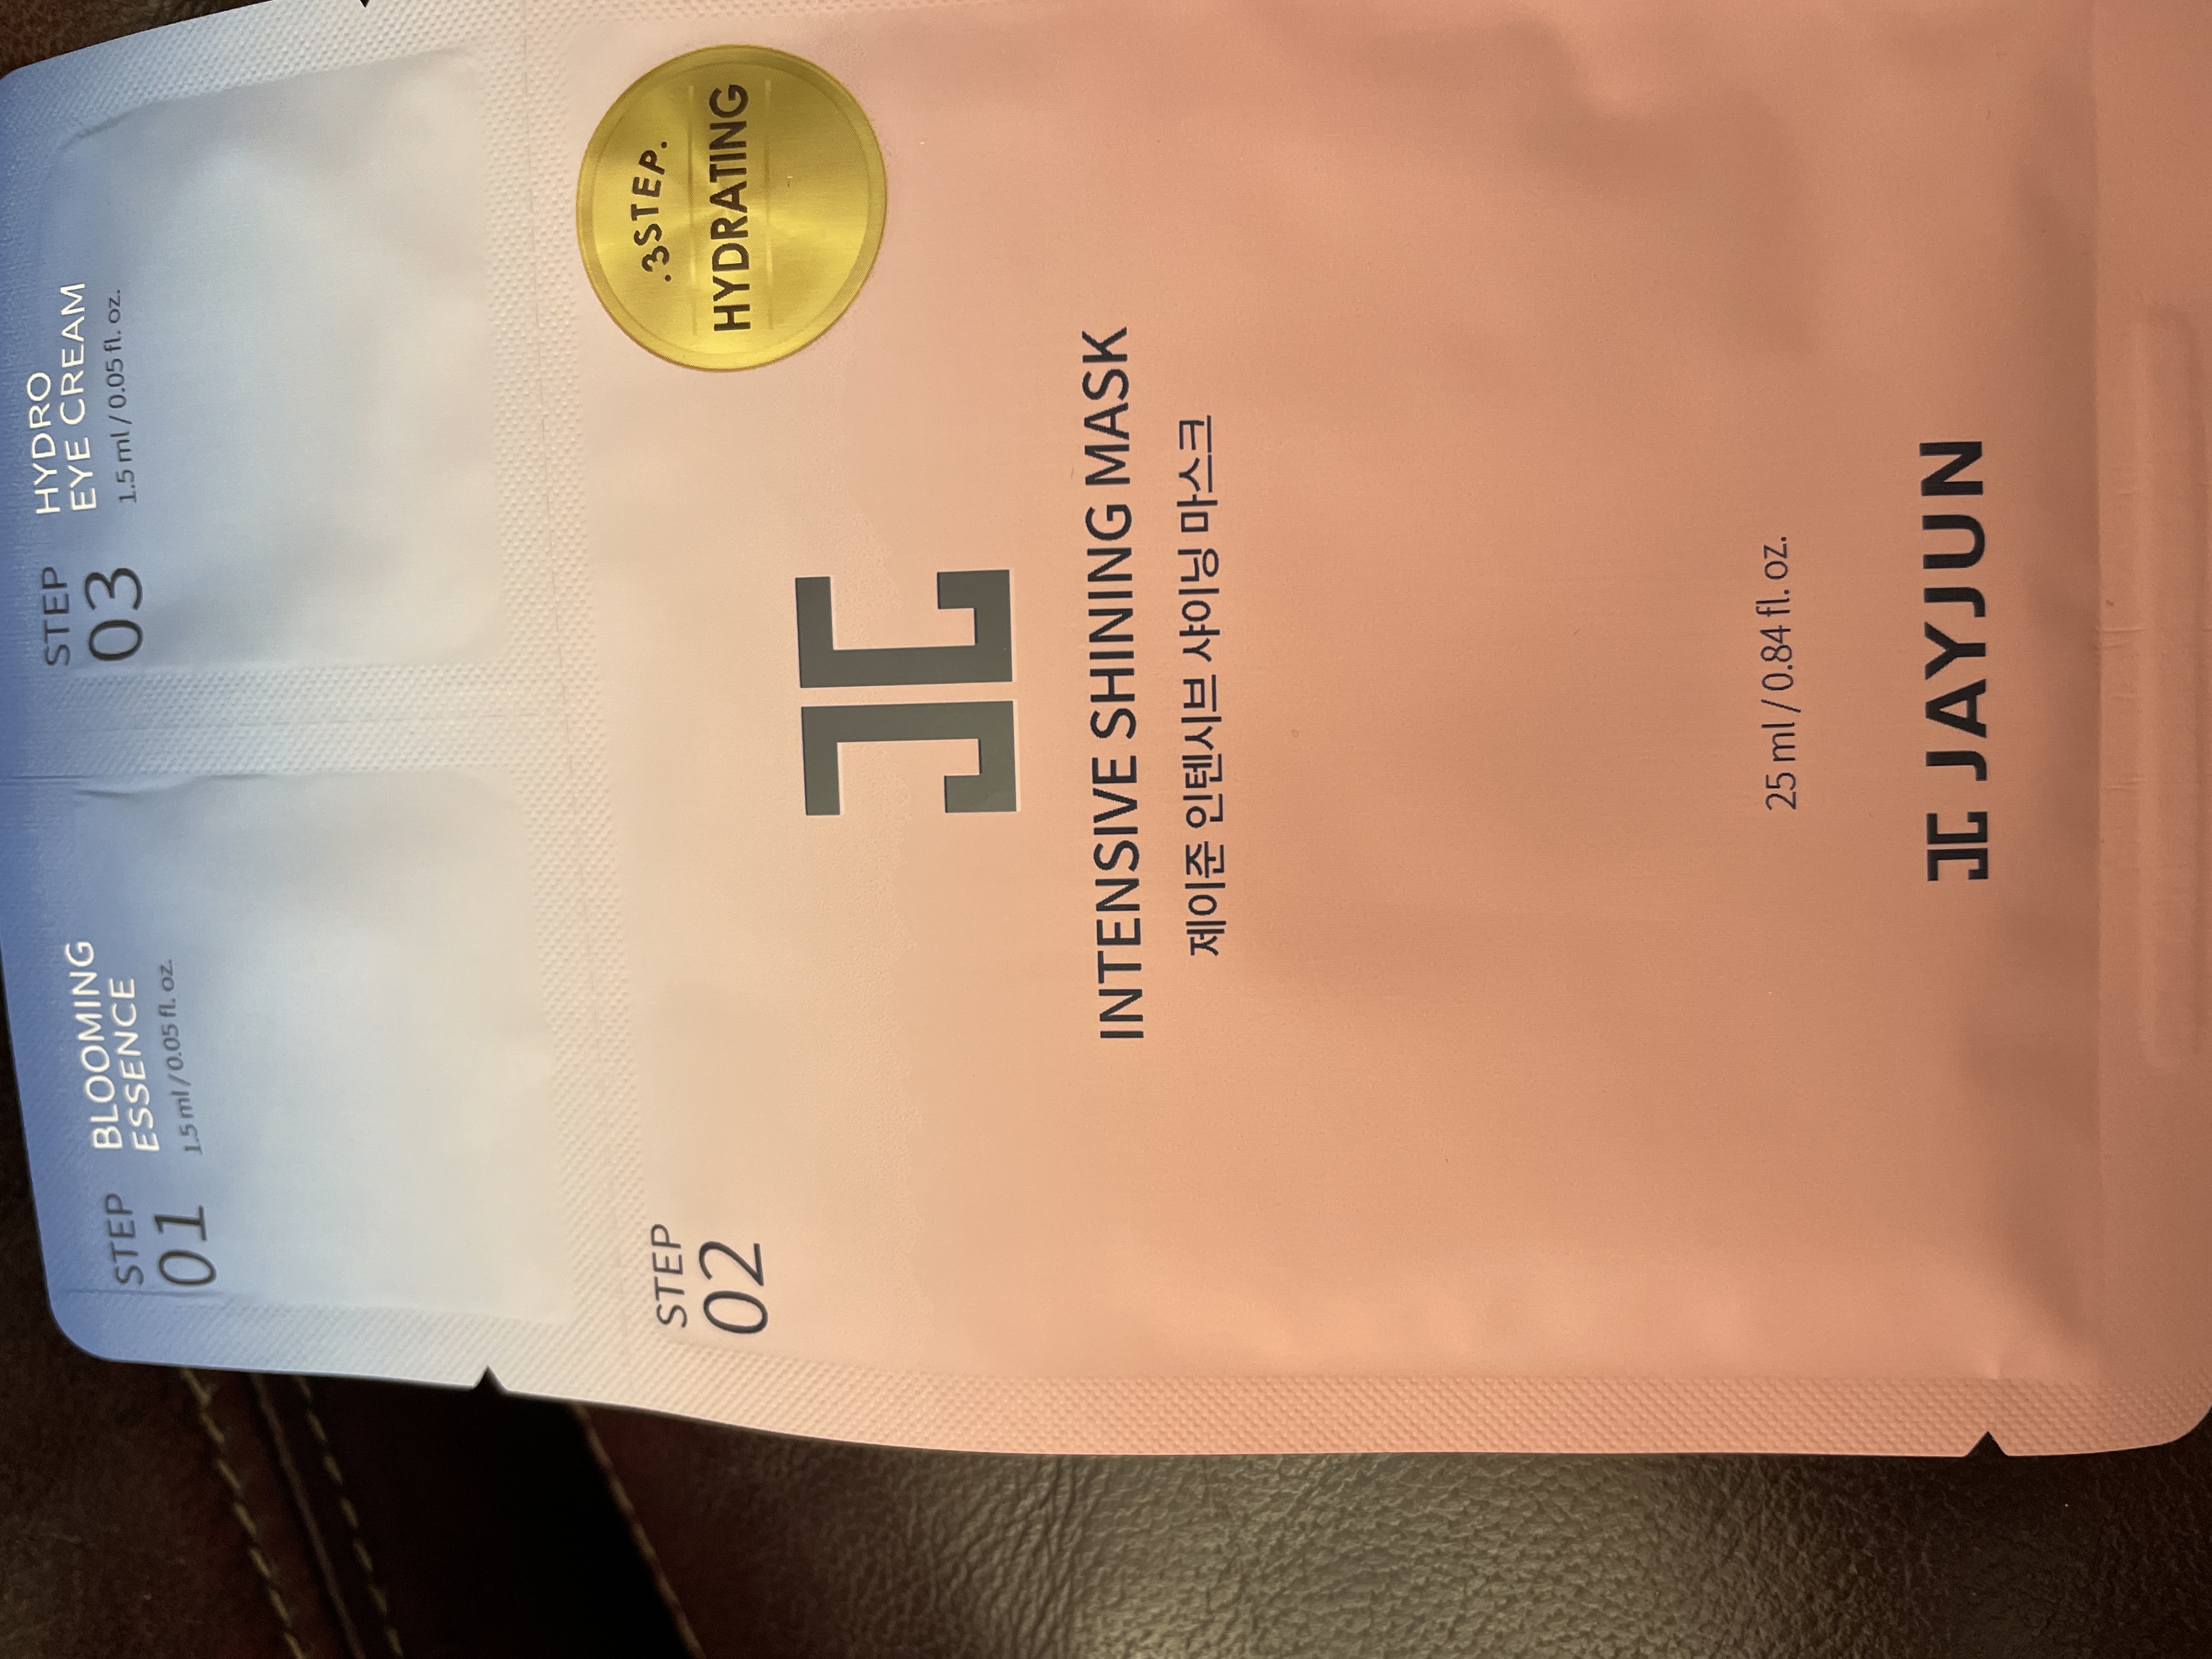 STEP
01
BLOOMING
ESSENCE
1.5 ml / 0.05 fl. oz.
STEP
03
HYDRO
EYE CREAM
1.5 ml / 0.05 fl. oz.
STEP
02
.3STEP.
HYDRATING
INTENSIVE SHINING MASK
제이준 인텐시브 샤이닝 마스크
25 ml / 0.84 fl. oz.
JAYJUN